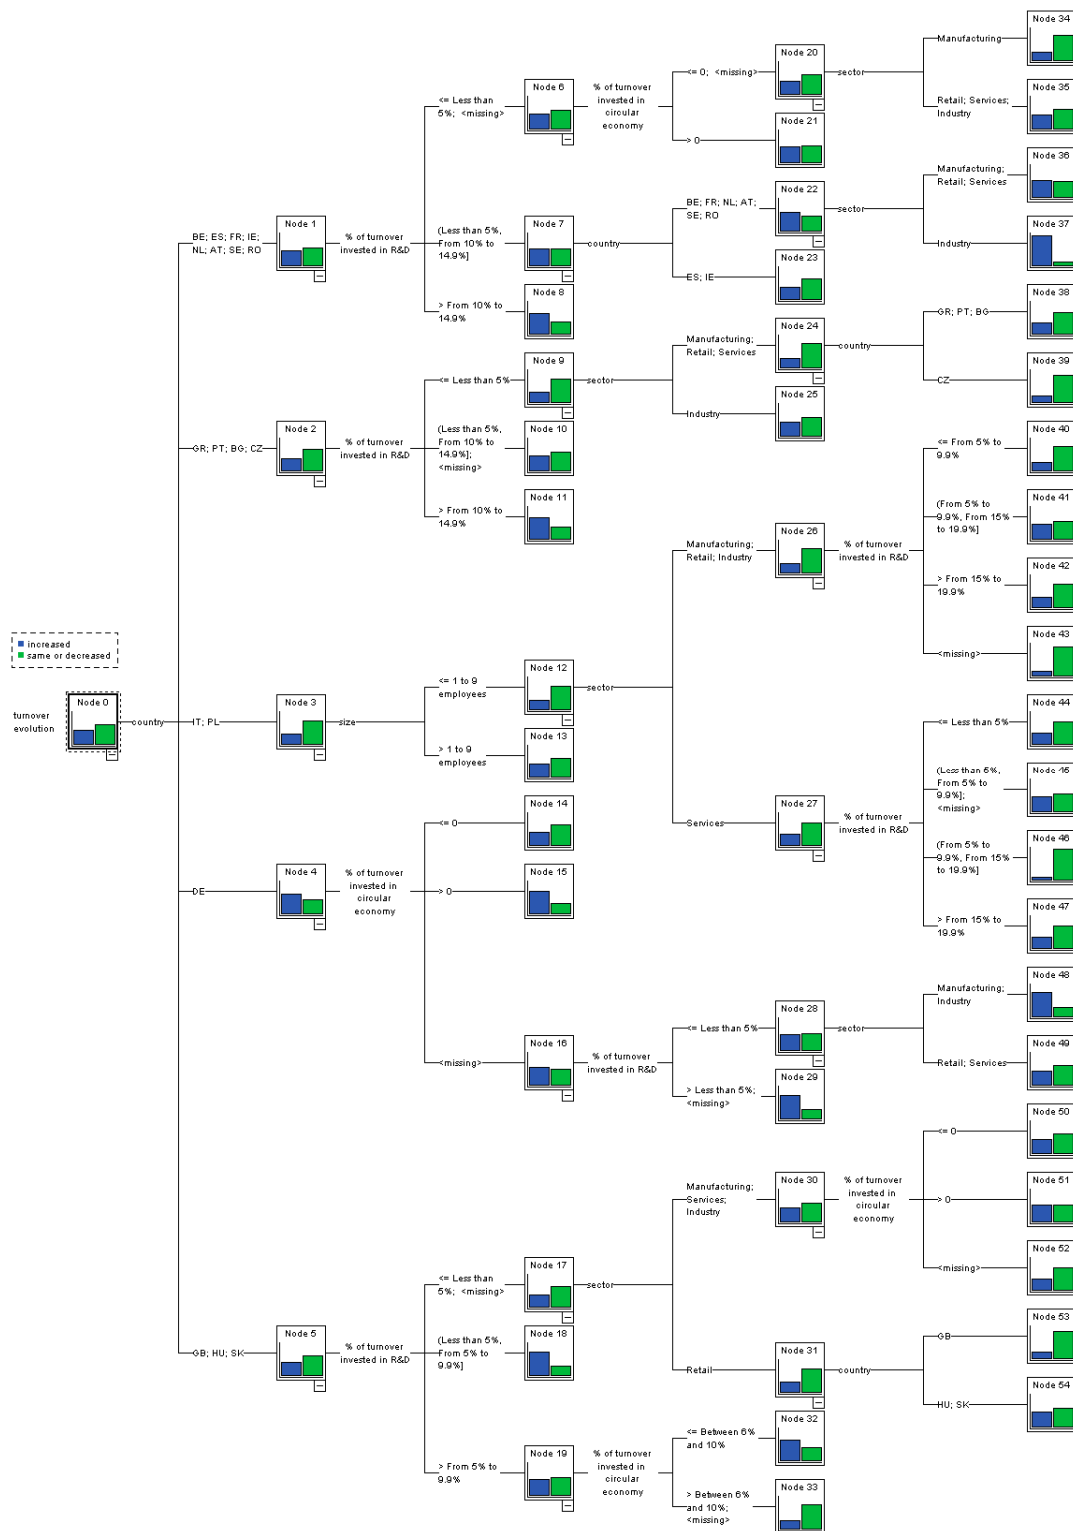 increased
same or decreased
turnover
evolution
Node 0
country
BE; ES; FR; IE;
NL; AT; SE; RO
GR; PT; BG; CZ
IT; PL
DE
GB; HU; SK
Node 1
% of turnover
invested in R&D
Node 2
% of turnover
invested in R&D
Node 3
size
Node 4
% of turnover
invested in
circular
economy
Node 5
% of turnover
invested in R&D
<= Less than
5%; <missing>
(Less than 5%,
From 10% to
14.9%]
> From 10% to
14.9%
<= Less than 5%
(Less than 5%,
From 10% to
14.9%];
<missing>
> From 10% to
14.9%
<= 1 to 9
employees
> 1 to 9
employees
<= 0
> 0
<missing>
<= Less than
5%; <missing>
(Less than 5%,
From 5% to
9.9%]
> From 5% to
9.9%
Node 6
% of turnover
invested in
circular
economy
Node 7
country
Node 8
Node 9
sector
Node 10
Node 11
Node 12
sector
Node 13
Node 14
Node 15
Node 16
% of turnover
invested in R&D
Node 17
sector
Node 18
Node 19
% of turnover
invested in
circular
economy
<= 0; <missing>
> 0
BE; FR; NL; AT;
SE; RO
ES; IE
Manufacturing;
Retail; Services
Industry
Manufacturing;
Retail; Industry
Services
<= Less than 5%
> Less than 5%;
<missing>
Manufacturing;
Services;
Industry
Retail
<= Between 6%
and 10%
> Between 6%
and 10%;
<missing>
Node 20
sector
Node 21
Node 22
sector
Node 23
Node 24
country
Node 25
Node 26
% of turnover
invested in R&D
Node 27
% of turnover
invested in R&D
Node 28
sector
Node 29
Node 30
% of turnover
invested in
circular
economy
Node 31
country
Node 32
Node 33
Manufacturing
Retail; Services;
Industry
Manufacturing;
Retail; Services
Industry
GR; PT; BG
CZ
<= From 5% to
9.9%
(From 5% to
9.9%, From 15%
to 19.9%]
> From 15% to
19.9%
<missing>
<= Less than 5%
(Less than 5%,
From 5% to
9.9%];
<missing>
(From 5% to
9.9%, From 15%
to 19.9%]
> From 15% to
19.9%
Manufacturing;
Industry
Retail; Services
<= 0
> 0
<missing>
GB
HU; SK
Node 34
Node 35
Node 36
Node 37
Node 38
Node 39
Node 40
Node 41
Node 42
Node 43
Node 44
Node 45
Node 46
Node 47
Node 48
Node 49
Node 50
Node 51
Node 52
Node 53
Node 54